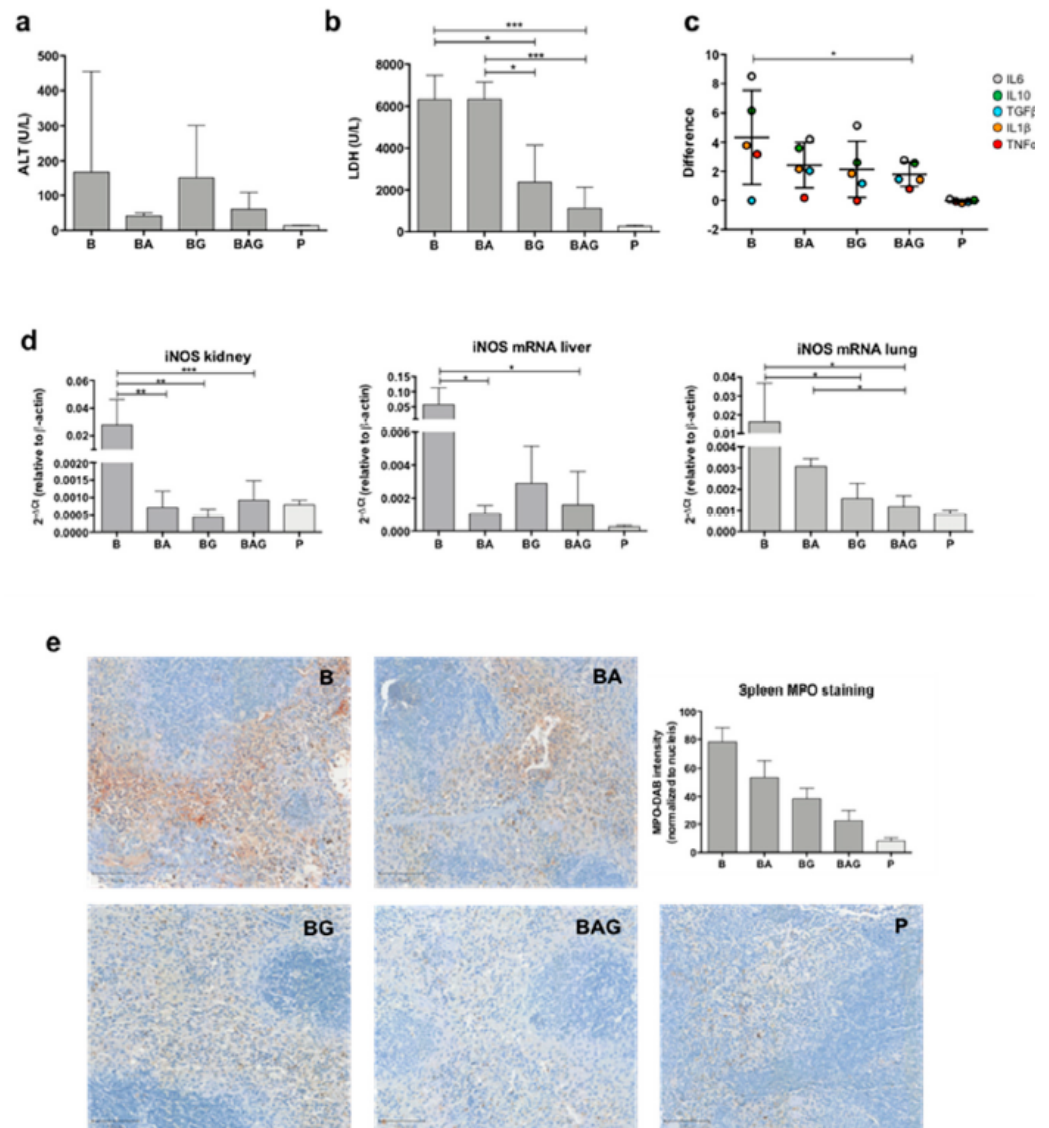 a
ALT (U/L)
500
400
300
200
100
0
B BA BG BAG P
b
LDH (U/L)
8000
6000
4000
2000
0
***
*
***
*
B BA BG BAG P
c
Difference
10
8
6
4
2
0
-2
*
B BA BG BAG P
IL6
IL10
TGFβ
IL1β
TNFα
d
iNOS kidney
2^-ΔCt (relative to β-actin)
0.06
0.04
0.02
0.0020
0.0015
0.0010
0.0005
0.0000
***
**
**
B BA BG BAG P
iNOS mRNA liver
2^-ΔCt (relative to β-actin)
0.15
0.10
0.05
0.006
0.004
0.002
0.000
*
*
B BA BG BAG P
iNOS mRNA lung
2^-ΔCt (relative to β-actin)
0.04
0.03
0.02
0.01
0.003
0.002
0.001
0.000
*
*
*
B BA BG BAG P
e
B
BA
Spleen MPO staining
MPO-DAB intensity
(normalized to nucleis)
100
80
60
40
20
0
B BA BG BAG P
BG
BAG
P